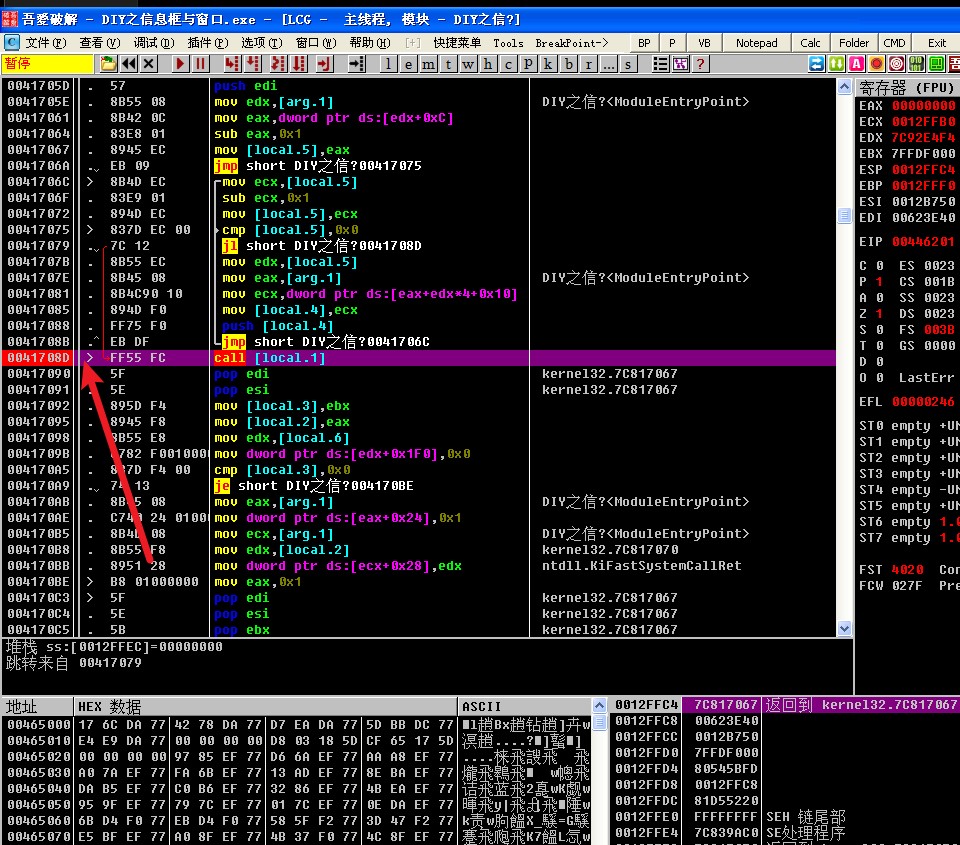 吾爱破解 - DIY之信息框与窗口.exe - [LCG - 主线程, 模块 - DIY之信?]
C 文件(F) 查看(V) 调试(D) 插件(P) 选项(T) 窗口(W) 帮助(H) [+] 快捷菜单 Tools BreakPoint-> BP P VB Notepad Calc Folder CMD Exit
暂停 l e m t w h c p k b r ... s ?
0041705D . 57 push edi
0041705E . 8B55 08 mov edx,[arg.1] DIY之信?<ModuleEntryPoint>
00417061 . 8B42 0C mov eax,dword ptr ds:[edx+0xC]
00417064 . 83E8 01 sub eax,0x1
00417067 . 8945 EC mov [local.5],eax
0041706A . EB 09 jmp short DIY之信?00417075
0041706C > 8B4D EC mov ecx,[local.5]
0041706F . 83E9 01 sub ecx,0x1
00417072 . 894D EC mov [local.5],ecx
00417075 > 837D EC 00 cmp [local.5],0x0
00417079 . 7C 12 jl short DIY之信?0041708D
0041707B . 8B55 EC mov edx,[local.5]
0041707E . 8B45 08 mov eax,[arg.1] DIY之信?<ModuleEntryPoint>
00417081 . 8B4C90 10 mov ecx,dword ptr ds:[eax+edx*4+0x10]
00417085 . 894D F0 mov [local.4],ecx
00417088 . FF75 F0 push [local.4]
0041708B .^ EB DF jmp short DIY之信?0041706C
0041708D > FF55 FC call [local.1]
00417090 5F pop edi kernel32.7C817067
00417091 . 5E pop esi kernel32.7C817067
00417092 . 895D F4 mov [local.3],ebx
00417095 . 8945 F8 mov [local.2],eax
00417098 . 8B55 E8 mov edx,[local.6]
0041709B 782 F0010000 mov dword ptr ds:[edx+0x1F0],0x0
004170A5 . 7D F4 00 cmp [local.3],0x0
004170A9 . 74 13 je short DIY之信?004170BE
004170AB . 8B45 08 mov eax,[arg.1] DIY之信?<ModuleEntryPoint>
004170AE . C740 24 0100 mov dword ptr ds:[eax+0x24],0x1
004170B5 . 8B4D 08 mov ecx,[arg.1] DIY之信?<ModuleEntryPoint>
004170B8 . 8B55 F8 mov edx,[local.2] kernel32.7C817070
004170BB . 8951 28 mov dword ptr ds:[ecx+0x28],edx ntdll.KiFastSystemCallRet
004170BE > B8 01000000 mov eax,0x1
004170C3 > 5F pop edi kernel32.7C817067
004170C4 . 5E pop esi kernel32.7C817067
004170C5 . 5B pop ebx kernel32.7C817067
寄存器 (FPU)
EAX 00000000
ECX 0012FFB0
EDX 7C92E4F4
EBX 7FFDF000
ESP 0012FFC4
EBP 0012FFF0
ESI 0012B750
EDI 00623E40
EIP 00446201
C 0 ES 0023
P 1 CS 001B
A 0 SS 0023
Z 1 DS 0023
S 0 FS 003B
T 0 GS 0000
D 0
O 0 LastErr
EFL 00000246
ST0 empty +UN
ST1 empty +UN
ST2 empty +UN
ST3 empty +UN
ST4 empty -UN
ST5 empty +UN
ST6 empty 1.0
ST7 empty 1.0
FST 4020 Con
FCW 027F Pre
堆栈 ss:[0012FFEC]=00000000
跳转来自 00417079
地址 HEX 数据 ASCII
00465000 17 6C DA 77 42 78 DA 77 D7 EA DA 77 5D BB DC 77
00465010 E4 E9 DA 77 00 00 00 00 D8 03 18 5D CF 65 17 5D
00465020 00 00 00 00 97 85 EF 77 D6 6A EF 77 AA A8 EF 77
00465030 A0 7A EF 77 FA 6B EF 77 13 AD EF 77 8E BA EF 77
00465040 DA B5 EF 77 C0 B6 EF 77 32 86 EF 77 4B EA EF 77
00465050 95 9F EF 77 79 7C EF 77 01 7C EF 77 0E DA EF 77
00465060 6B D4 F0 77 EB D4 F0 77 58 5F F2 77 3D 47 F2 77
00465070 E5 BF EF 77 A0 8F EF 77 4B 37 F0 77 4C 8F EF 77
0012FFC4 7C817067 返回到 kernel32.7C817067
0012FFC8 00623E40
0012FFCC 0012B750
0012FFD0 7FFDF000
0012FFD4 80545BFD
0012FFD8 0012FFC8
0012FFDC 81D55220
0012FFE0 FFFFFFFF SEH 链尾部
0012FFE4 7C839AC0 SE处理程序